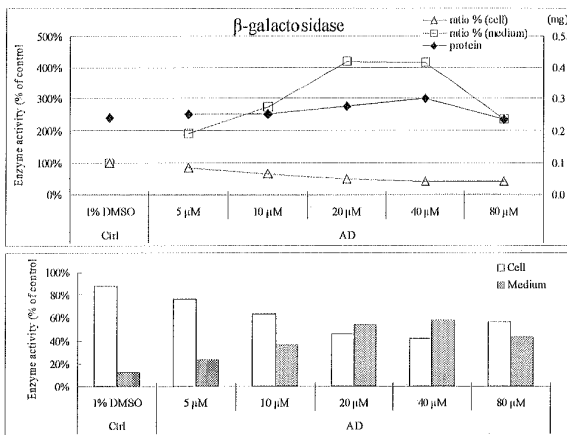 β-galactosidase
ratio % (cell)
ratio % (medium)
protein
(mg)
Enzyme activity (% of control)
500%
400%
300%
200%
100%
0%
0.5
0.4
0.3
0.2
0.1
0.0
1% DMSO 5 μM 10 μM 20 μM 40 μM 80 μM
Ctrl AD
Cell
Medium
Enzyme activity (% of control
100%
80%
60%
40%
20%
0%
1% DMSO 5 μM 10 μM 20 μM 40 μM 80 μM
Ctrl AD